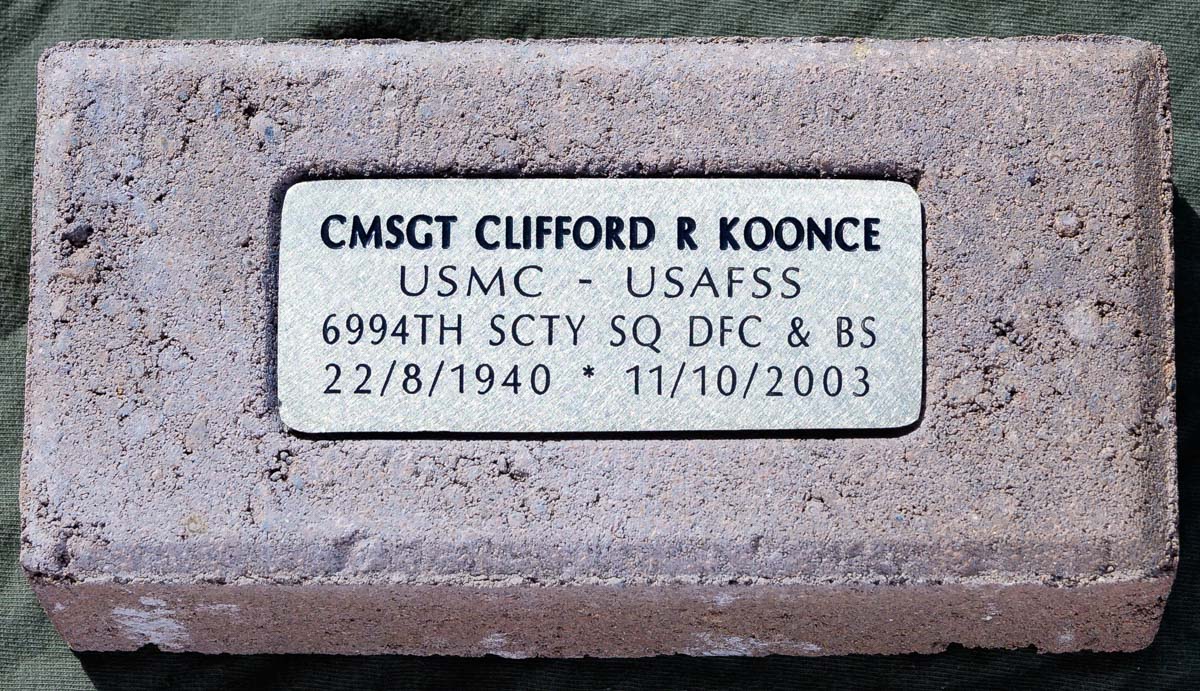 CMSGT CLIFFORD R KOONCE
USMC - USAFSS
6994TH SCTY SQ DFC & BS
22/8/1940 * 11/10/2003